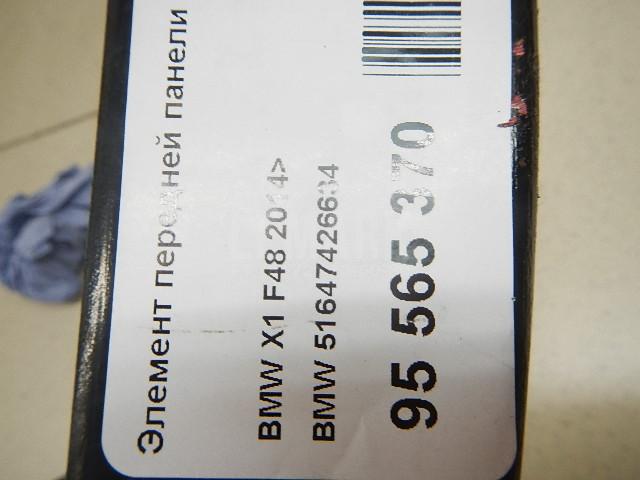 Элемент передней панели
BMW X1 F48 2014>
BMW 51647426634
95 565 370